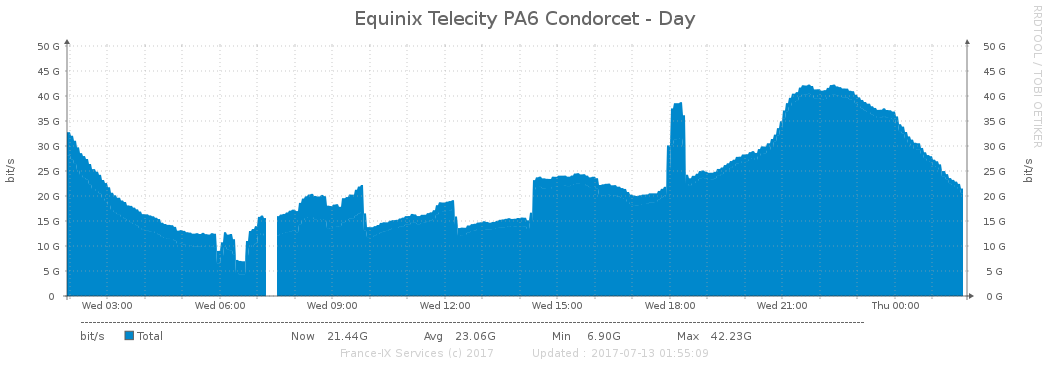 Equinix Telecity PA6 Condorcet - Day
RRDTOOL / TOBI OETIKER
bit/s
50 G 50 G
45 G 45 G
40 G 40 G
35 G 35 G
30 G 30 G
25 G 25 G
20 G 20 G
15 G 15 G
10 G 10 G
5 G 5 G
0 0 G
bit/s
Wed 03:00 Wed 06:00 Wed 09:00 Wed 12:00 Wed 15:00 Wed 18:00 Wed 21:00 Thu 00:00
bit/s Total Now 21.44G Avg 23.06G Min 6.90G Max 42.23G
France-IX Services (c) 2017 Updated : 2017-07-13 01:55:09